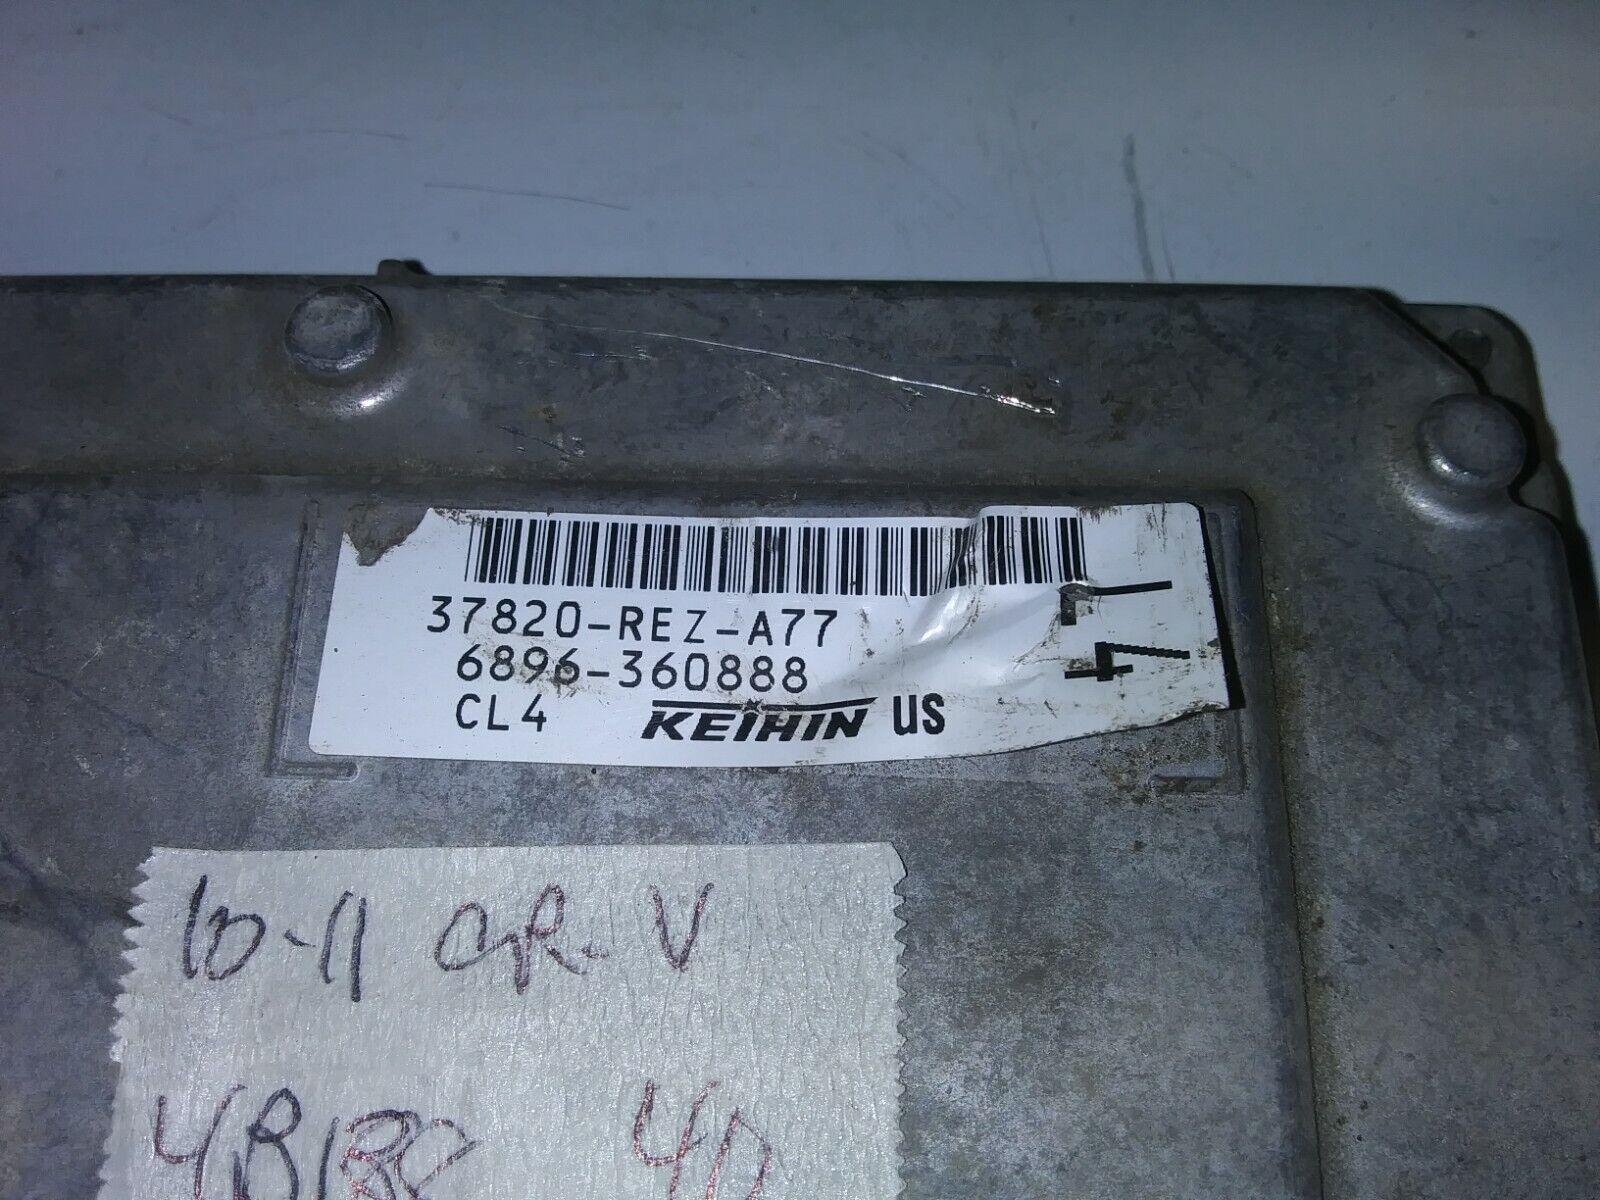 37820-REZ-A77
6896-360888
CL4 KEIHIN US
10-11 CR-V
4D